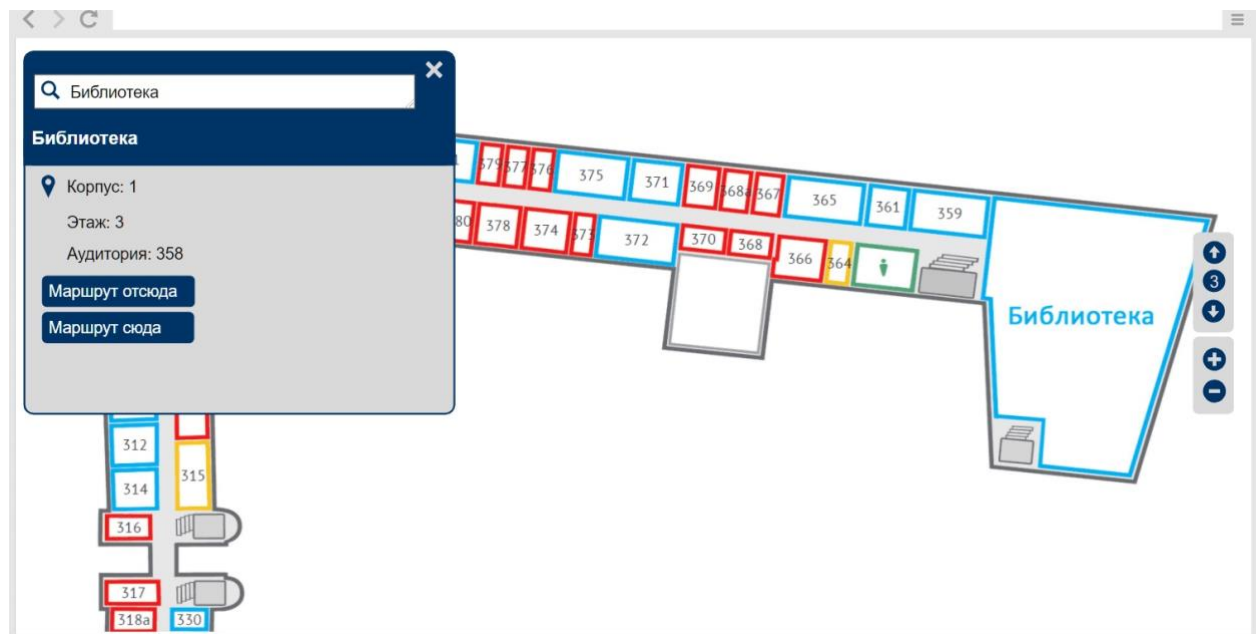 Библиотека
Библиотека
Корпус: 1
Этаж: 3
Аудитория: 358
Маршрут отсюда
Маршрут сюда
379 377 376 375 371 369 368а 367 365 361 359
378 374 373 372 370 368 366 364
Библиотека
3
312
315
314
316
317
318а 330